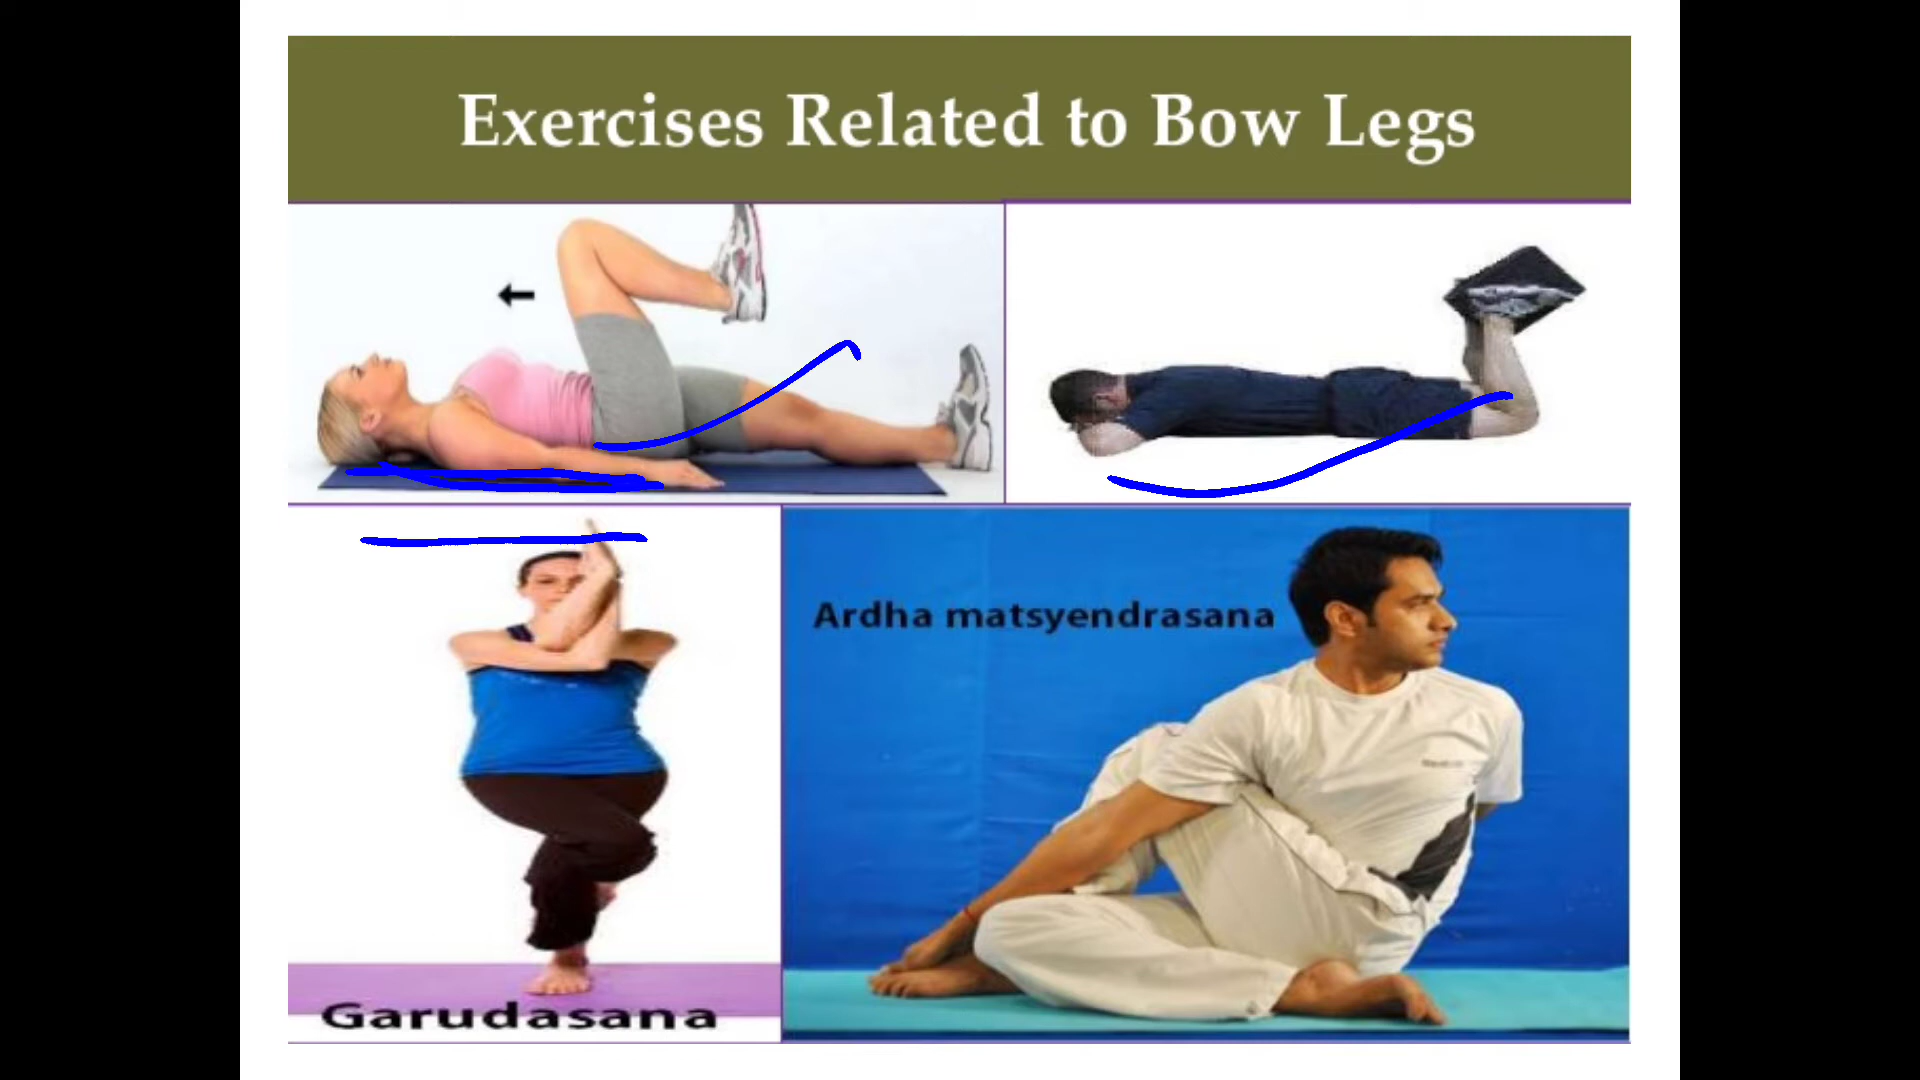 Exercises Related to Bow Legs
Ardha matsyendrasana
Garudasana